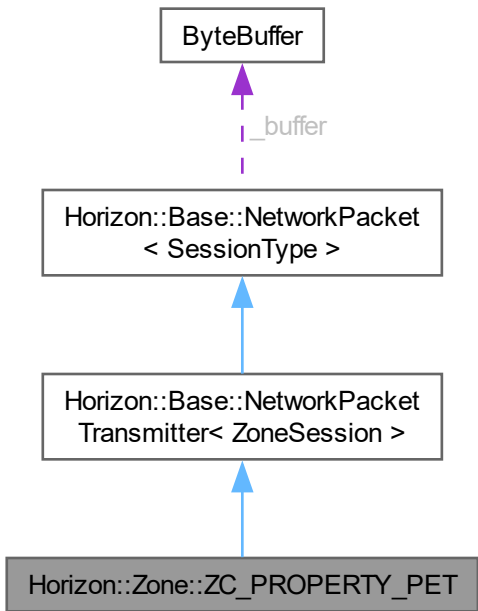 ByteBuffer
_buffer
Horizon::Base::NetworkPacket
< SessionType >
Horizon::Base::NetworkPacket
Transmitter< ZoneSession >
Horizon::Zone::ZC_PROPERTY_PET